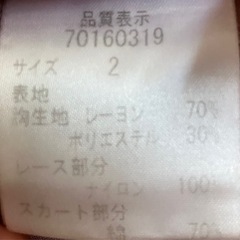 品質表示
70160319
サイズ 2
表地
胸生地 レーヨン 70%
ポリエステル 30%
レース部分
ナイロン 100%
スカート部分
綿 70%